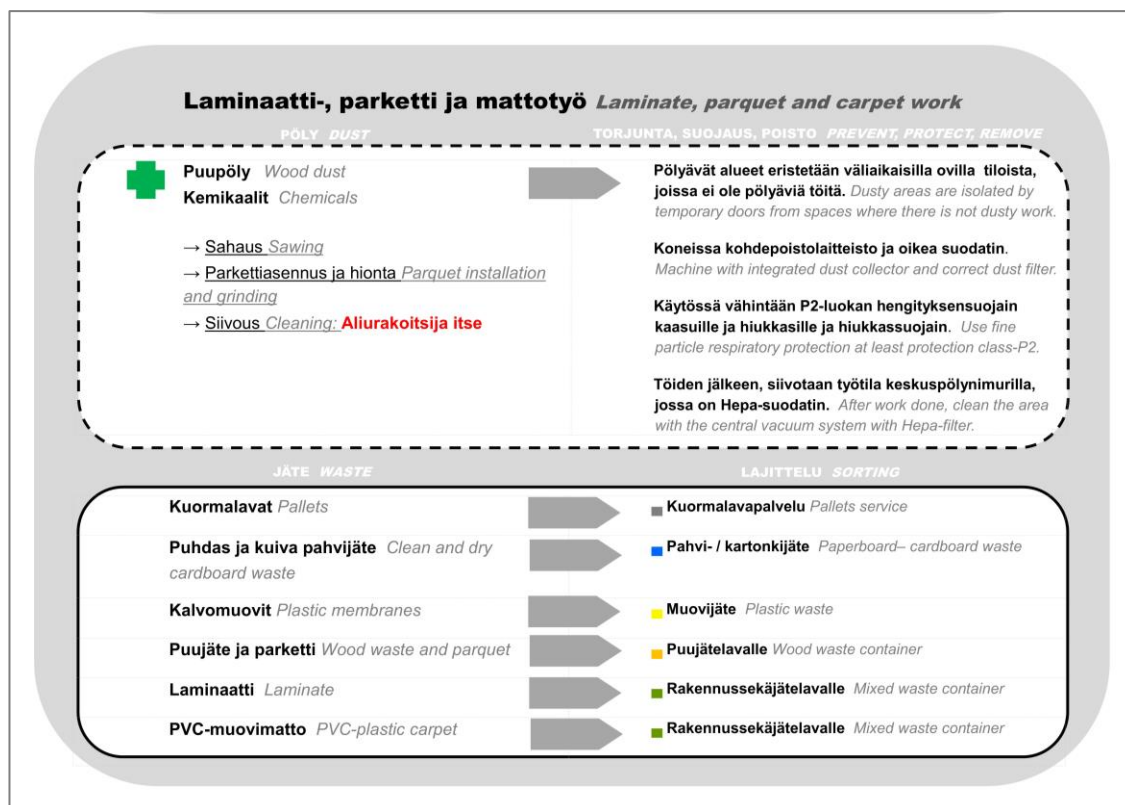 Laminaatti-, parketti ja mattotyö Laminate, parquet and carpet work
PÖLY DUST
TORJUNTA, SUOJAUS, POISTO PREVENT, PROTECT, REMOVE
Puupöly Wood dust
Kemikaalit Chemicals
→ Sahaus Sawing
→ Parkettiasennus ja hionta Parquet installation
and grinding
→ Siivous Cleaning: Aliurakoitsija itse
Pölyävät alueet eristetään väliaikaisilla ovilla tiloista,
joissa ei ole pölyäviä töitä. Dusty areas are isolated by
temporary doors from spaces where there is not dusty work.
Koneissa kohdepoistolaitteisto ja oikea suodatin.
Machine with integrated dust collector and correct dust filter.
Käytössä vähintään P2-luokan hengityksensuojain
kaasuille ja hiukkasille ja hiukkassuojain. Use fine
particle respiratory protection at least protection class-P2.
Töiden jälkeen, siivotaan työtila keskuspölynimurilla,
jossa on Hepa-suodatin. After work done, clean the area
with the central vacuum system with Hepa-filter.
JÄTE WASTE
LAJITTELU SORTING
Kuormalavat Pallets
Kuormalavapalvelu Pallets service
Puhdas ja kuiva pahvijäte Clean and dry
cardboard waste
Pahvi- / kartonkijäte Paperboard– cardboard waste
Kalvomuovit Plastic membranes
Muovijäte Plastic waste
Puujäte ja parketti Wood waste and parquet
Puujätelavalle Wood waste container
Laminaatti Laminate
Rakennussekäjätelavalle Mixed waste container
PVC-muovimatto PVC-plastic carpet
Rakennussekäjätelavalle Mixed waste container